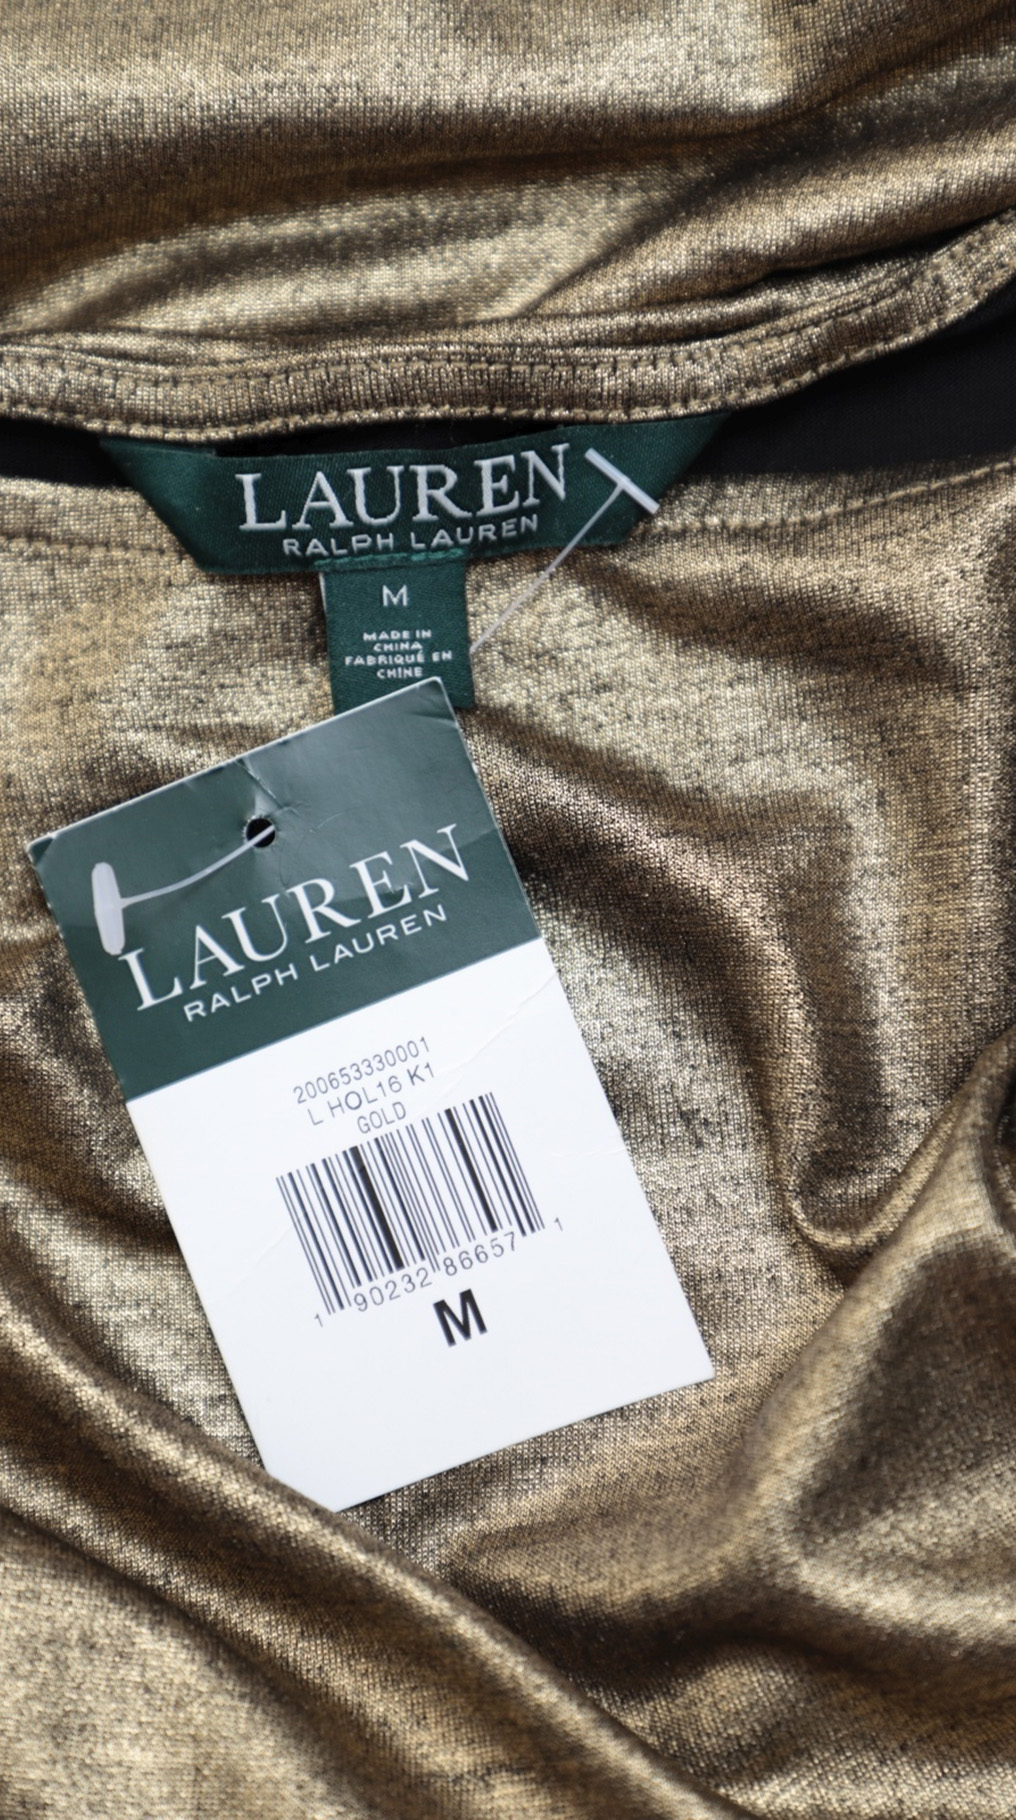 LAUREN
RALPH LAUREN
M
MADE IN
CHINA
FABRIQUÉ EN
CHINE
LAUREN
RALPH LAUREN
200653330001
L HOL16 K1
GOLD
1 90232 86657 1
M